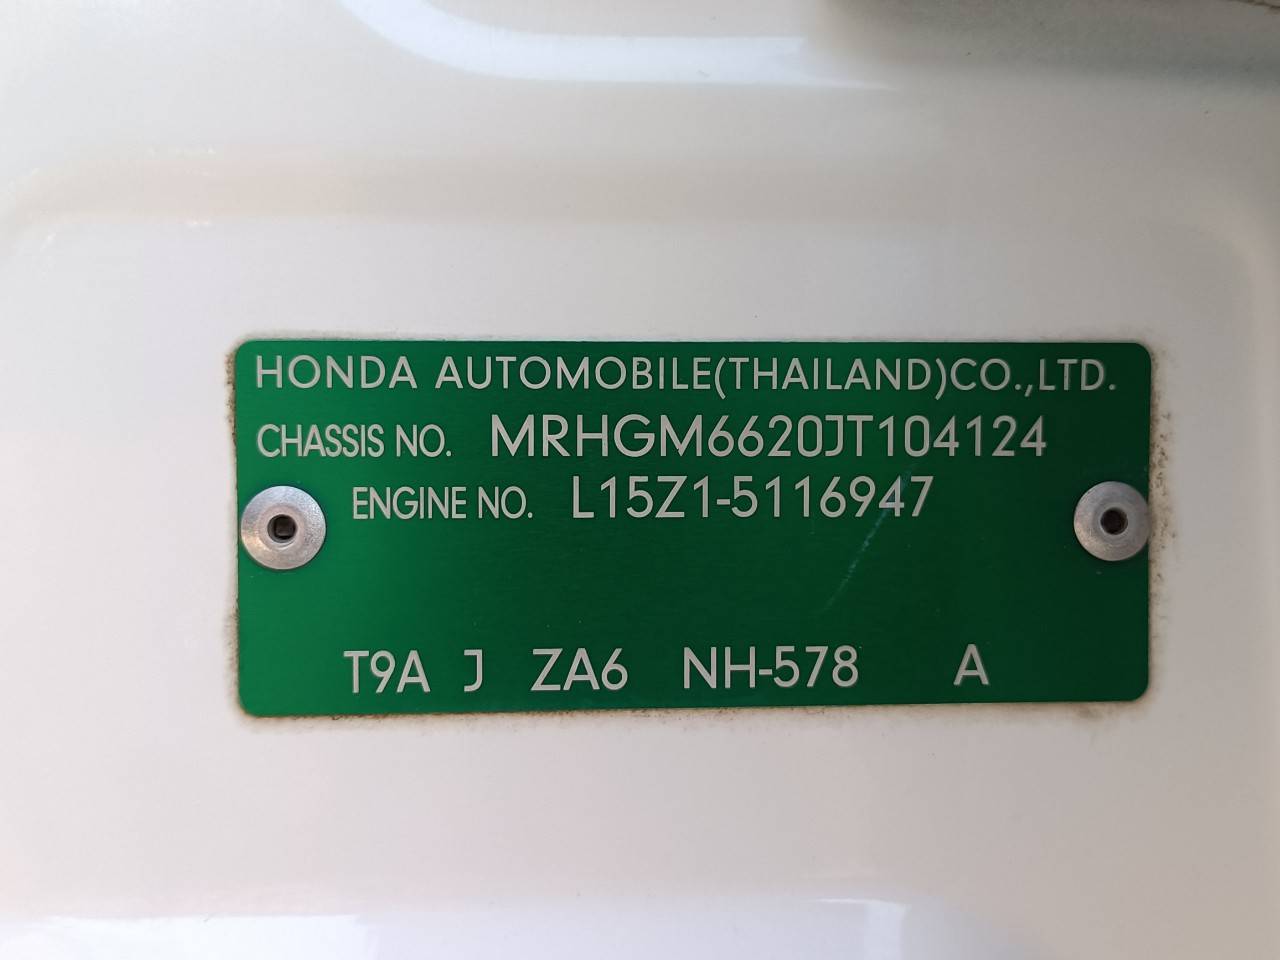 HONDA AUTOMOBILE(THAILAND)CO.,LTD.
CHASSIS NO. MRHGM6620JT104124
ENGINE NO. L15Z1-5116947
T9A J ZA6 NH-578 A